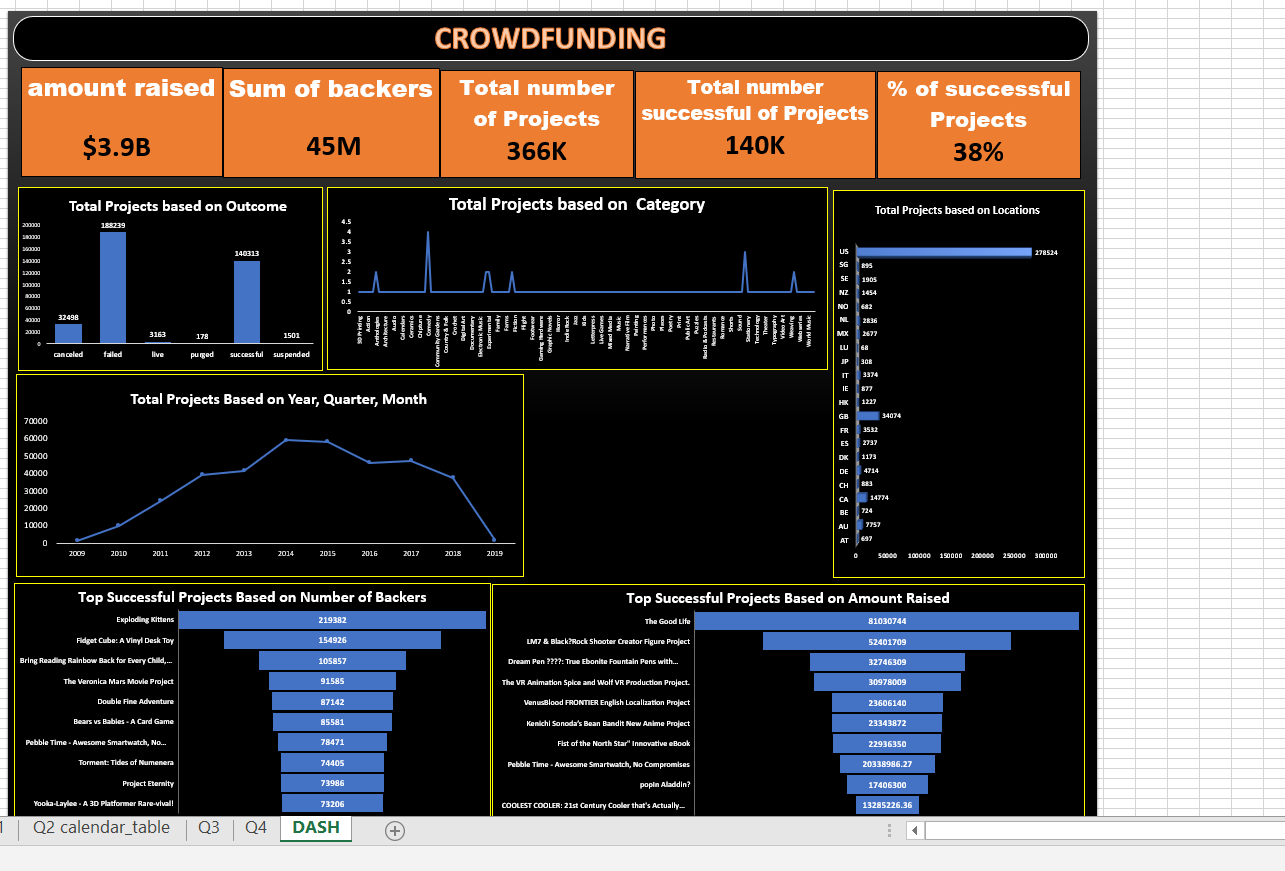 CROWDFUNDING
amount raised
$3.9B
Sum of backers
45M
Total number
of Projects
366K
Total number
successful of Projects
140K
% of successful
Projects
38%
Total Projects based on Outcome
200000
180000
160000
140000
120000
100000
80000
60000
40000
20000
0
32498
188239
3163
178
140313
1501
canceled
failed
live
purged
successful
suspended
Total Projects based on Category
4.5
4
3.5
3
2.5
2
1.5
1
0.5
0
3D Printing
Action
Anthologies
Architecture
Audio
Calendars
Ceramics
Chiptune
Comedy
Community Gardens
Country & Folk
Crochet
Digital Art
Documentary
Electronic Music
Experimental
Family
Farms
Fiction
Flight
Footwear
Gaming Hardware
Graphic Novels
Horror
Indie Rock
Jazz
Kids
Letterpress
Live Games
Mixed Media
Music
Narrative Film
Painting
Performances
Photo
Places
Poetry
Print
Public Art
Puzzles
Radio & Podcasts
Restaurants
Romance
Shorts
Sound
Stationery
Technology
Theater
Typography
Video Art
Weaving
Webseries
World Music
Total Projects based on Locations
US 278524
SG 895
SE 1905
NZ 1454
NO 682
NL 2836
MX 2677
LU 68
JP 308
IT 3374
IE 877
HK 1227
GB 34074
FR 3532
ES 2737
DK 1173
DE 4714
CH 883
CA 14774
BE 724
AU 7757
AT 697
0 50000 100000 150000 200000 250000 300000
Total Projects Based on Year, Quarter, Month
70000
60000
50000
40000
30000
20000
10000
0
2009 2010 2011 2012 2013 2014 2015 2016 2017 2018 2019
Top Successful Projects Based on Number of Backers
Exploding Kittens 219382
Fidget Cube: A Vinyl Desk Toy 154926
Bring Reading Rainbow Back for Every Child,... 105857
The Veronica Mars Movie Project 91585
Double Fine Adventure 87142
Bears vs Babies - A Card Game 85581
Pebble Time - Awesome Smartwatch, No... 78471
Torment: Tides of Numenera 74405
Project Eternity 73986
Yooka-Laylee - A 3D Platformer Rare-vival! 73206
Top Successful Projects Based on Amount Raised
The Good Life 81030744
LM7 & Black?Rock Shooter Creator Figure Project 52401709
Dream Pen ????: True Ebonite Fountain Pens with... 32746309
The VR Animation Spice and Wolf VR Production Project. 30978009
VenusBlood FRONTIER English Localization Project 23606140
Kenichi Sonoda's Bean Bandit New Anime Project 23343872
Fist of the North Star" Innovative eBook 22936350
Pebble Time - Awesome Smartwatch, No Compromises 20338986.27
popIn Aladdin? 17406300
COOLEST COOLER: 21st Century Cooler that's Actually... 13285226.36
Q2 calendar_table
Q3
Q4
DASH